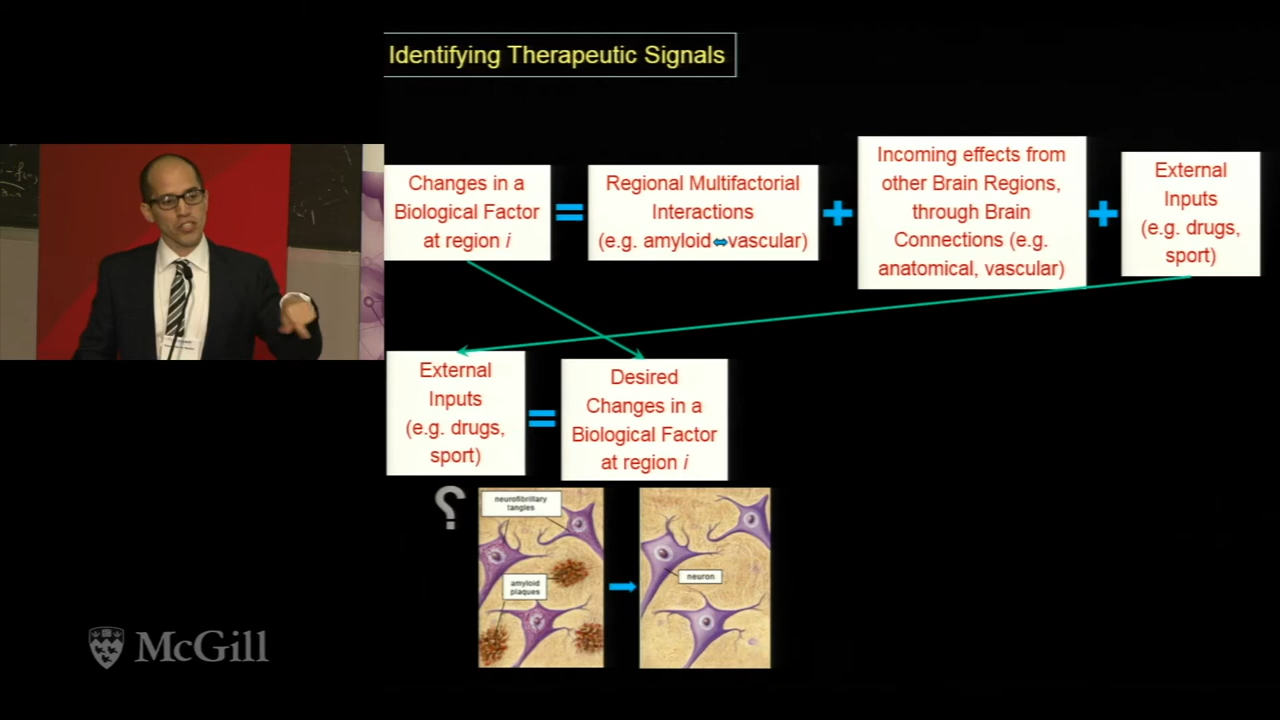 Identifying Therapeutic Signals
Changes in a
Biological Factor
at region i
=
Regional Multifactorial
Interactions
(e.g. amyloid⇔vascular)
+
Incoming effects from
other Brain Regions,
through Brain
Connections (e.g.
anatomical, vascular)
+
External
Inputs
(e.g. drugs,
sport)
External
Inputs
(e.g. drugs,
sport)
=
Desired
Changes in a
Biological Factor
at region i
?
neurofibrillary
tangles
amyloid
plaques
neuron
McGill